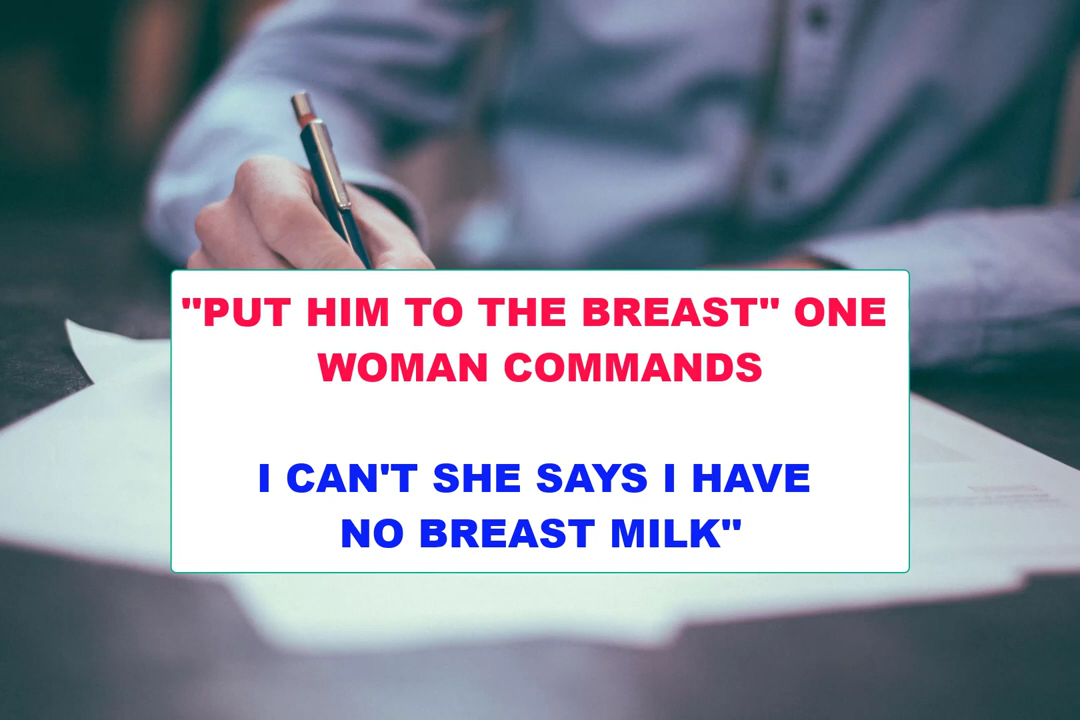 "PUT HIM TO THE BREAST" ONE
WOMAN COMMANDS
I CAN'T SHE SAYS I HAVE
NO BREAST MILK"